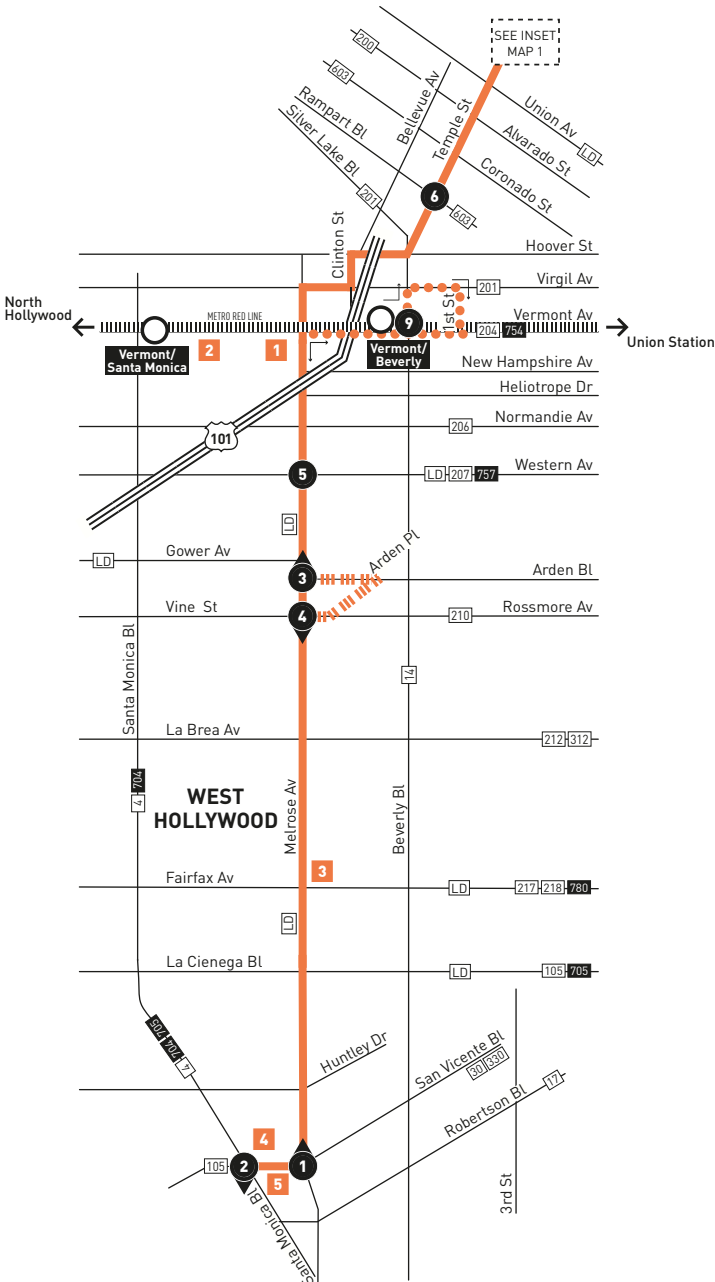 SEE INSET
MAP 1
200
603
Bellevue Av
Temple St
Union Av
LD
Rampart Bl
Silver Lake Bl
Alvarado St
Coronado St
201
6
603
Clinton St
Hoover St
Virgil Av
201
North
Hollywood
METRO RED LINE
1st St
Vermont Av
9
204
754
Union Station
Vermont/
Santa Monica
2
1
Vermont/
Beverly
New Hampshire Av
Heliotrope Dr
Normandie Av
206
101
5
Western Av
LD
207
757
LD
Gower Av
LD
Arden Pl
3
Arden Bl
Vine St
4
210
Rossmore Av
Santa Monica Bl
14
La Brea Av
212
312
704
4
WEST
HOLLYWOOD
Melrose Av
Beverly Bl
3
Fairfax Av
LD
217
218
780
LD
La Cienega Bl
LD
105
705
705
704
4
Huntley Dr
San Vicente Bl
30
330
Robertson Bl
17
4
105
2
1
5
3rd St
Santa Monica Bl